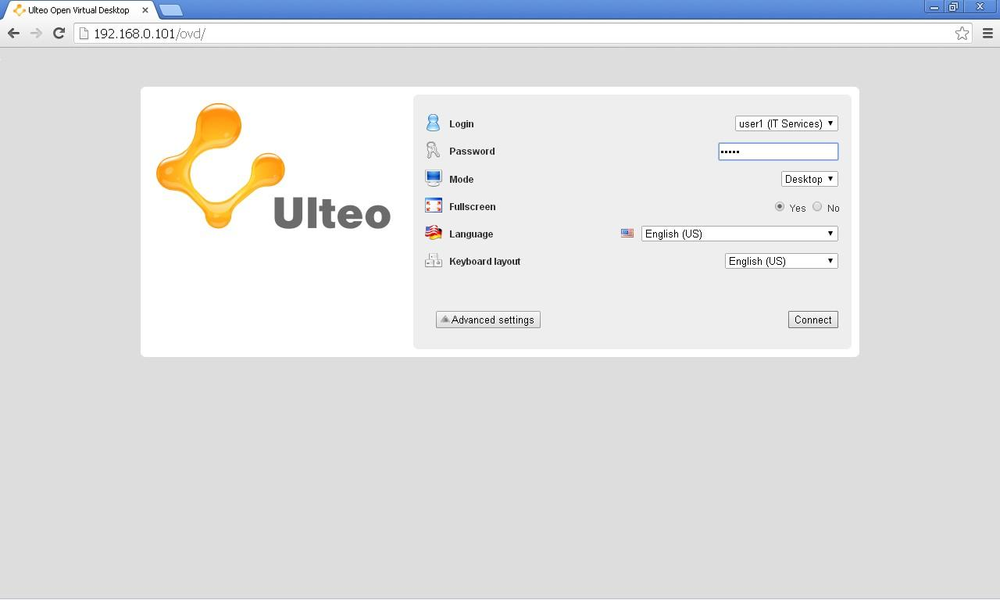 Ulteo Open Virtual Desktop
192.168.0.101/ovd/
Ulteo
Login user1 (IT Services)
Password •••••
Mode Desktop
Fullscreen Yes No
Language English (US)
Keyboard layout English (US)
Advanced settings Connect